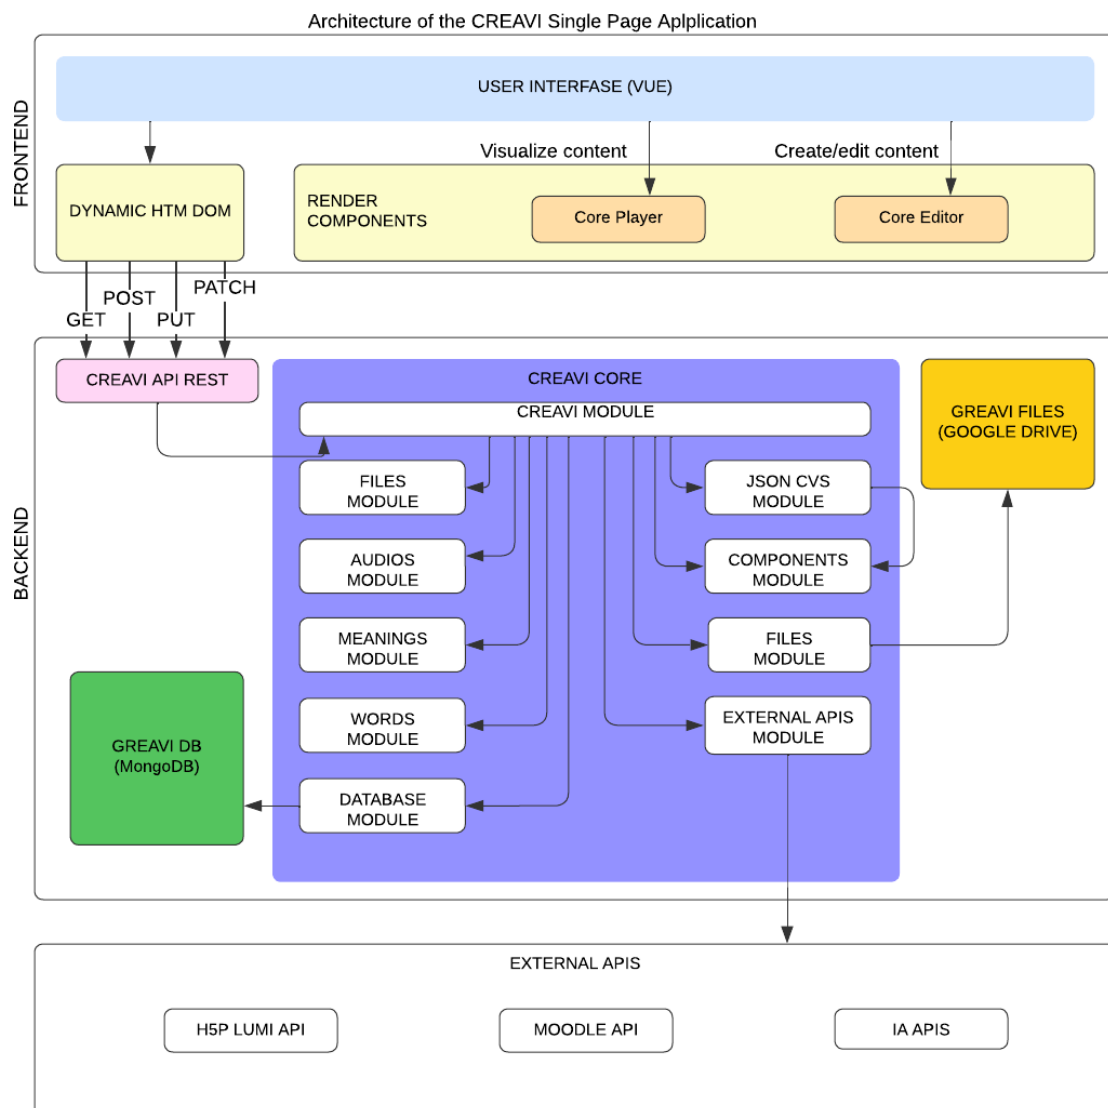 Architecture of the CREAVI Single Page Aplplication
FRONTEND
USER INTERFASE (VUE)
Visualize content
Create/edit content
DYNAMIC HTM DOM
RENDER
COMPONENTS
Core Player
Core Editor
GET
POST
PUT
PATCH
BACKEND
CREAVI API REST
CREAVI CORE
CREAVI MODULE
FILES
MODULE
AUDIOS
MODULE
MEANINGS
MODULE
WORDS
MODULE
DATABASE
MODULE
JSON CVS
MODULE
COMPONENTS
MODULE
FILES
MODULE
EXTERNAL APIS
MODULE
GREAVI FILES
(GOOGLE DRIVE)
GREAVI DB
(MongoDB)
EXTERNAL APIS
H5P LUMI API
MOODLE API
IA APIS